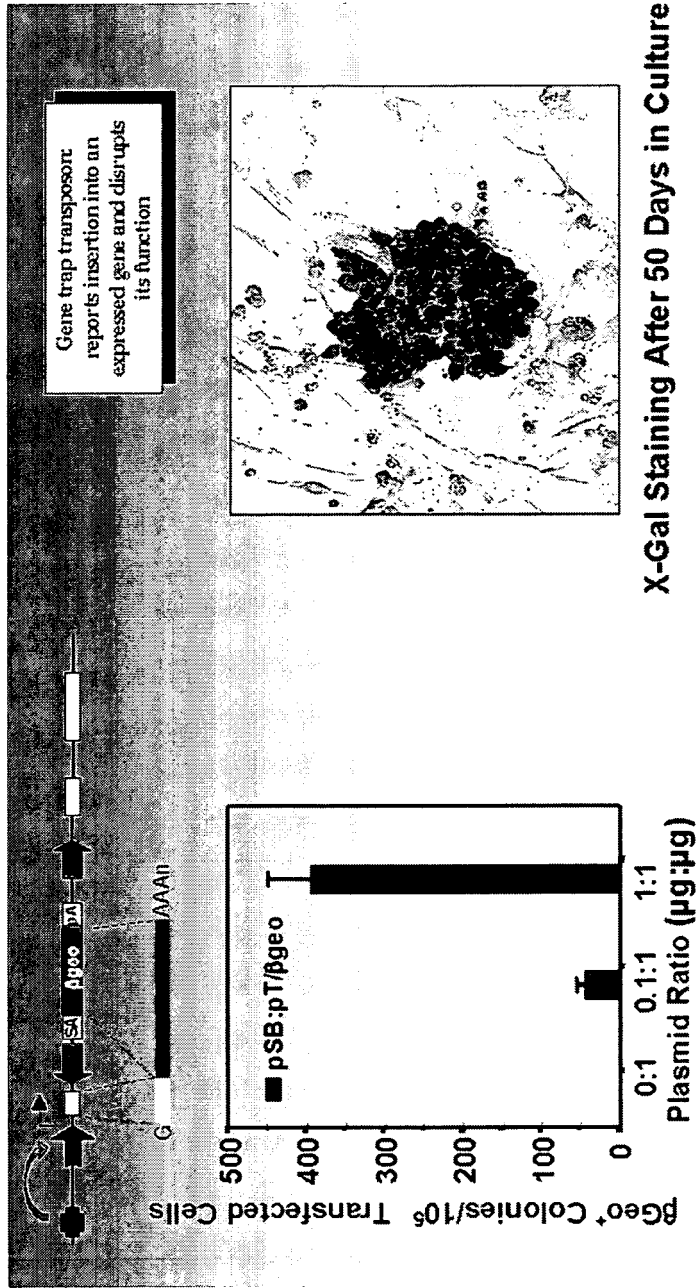 SA βgeo pA
G AAAn
Gene trap transposon:
reports insertion into an
expressed gene and disrupts
its function
βGeo⁺ Colonies/10⁵ Transfected Cells
500
400
300
200
100
0
pSB:pT/βgeo
0:1 0.1:1 1:1
Plasmid Ratio (µg:µg)
X-Gal Staining After 50 Days in Culture